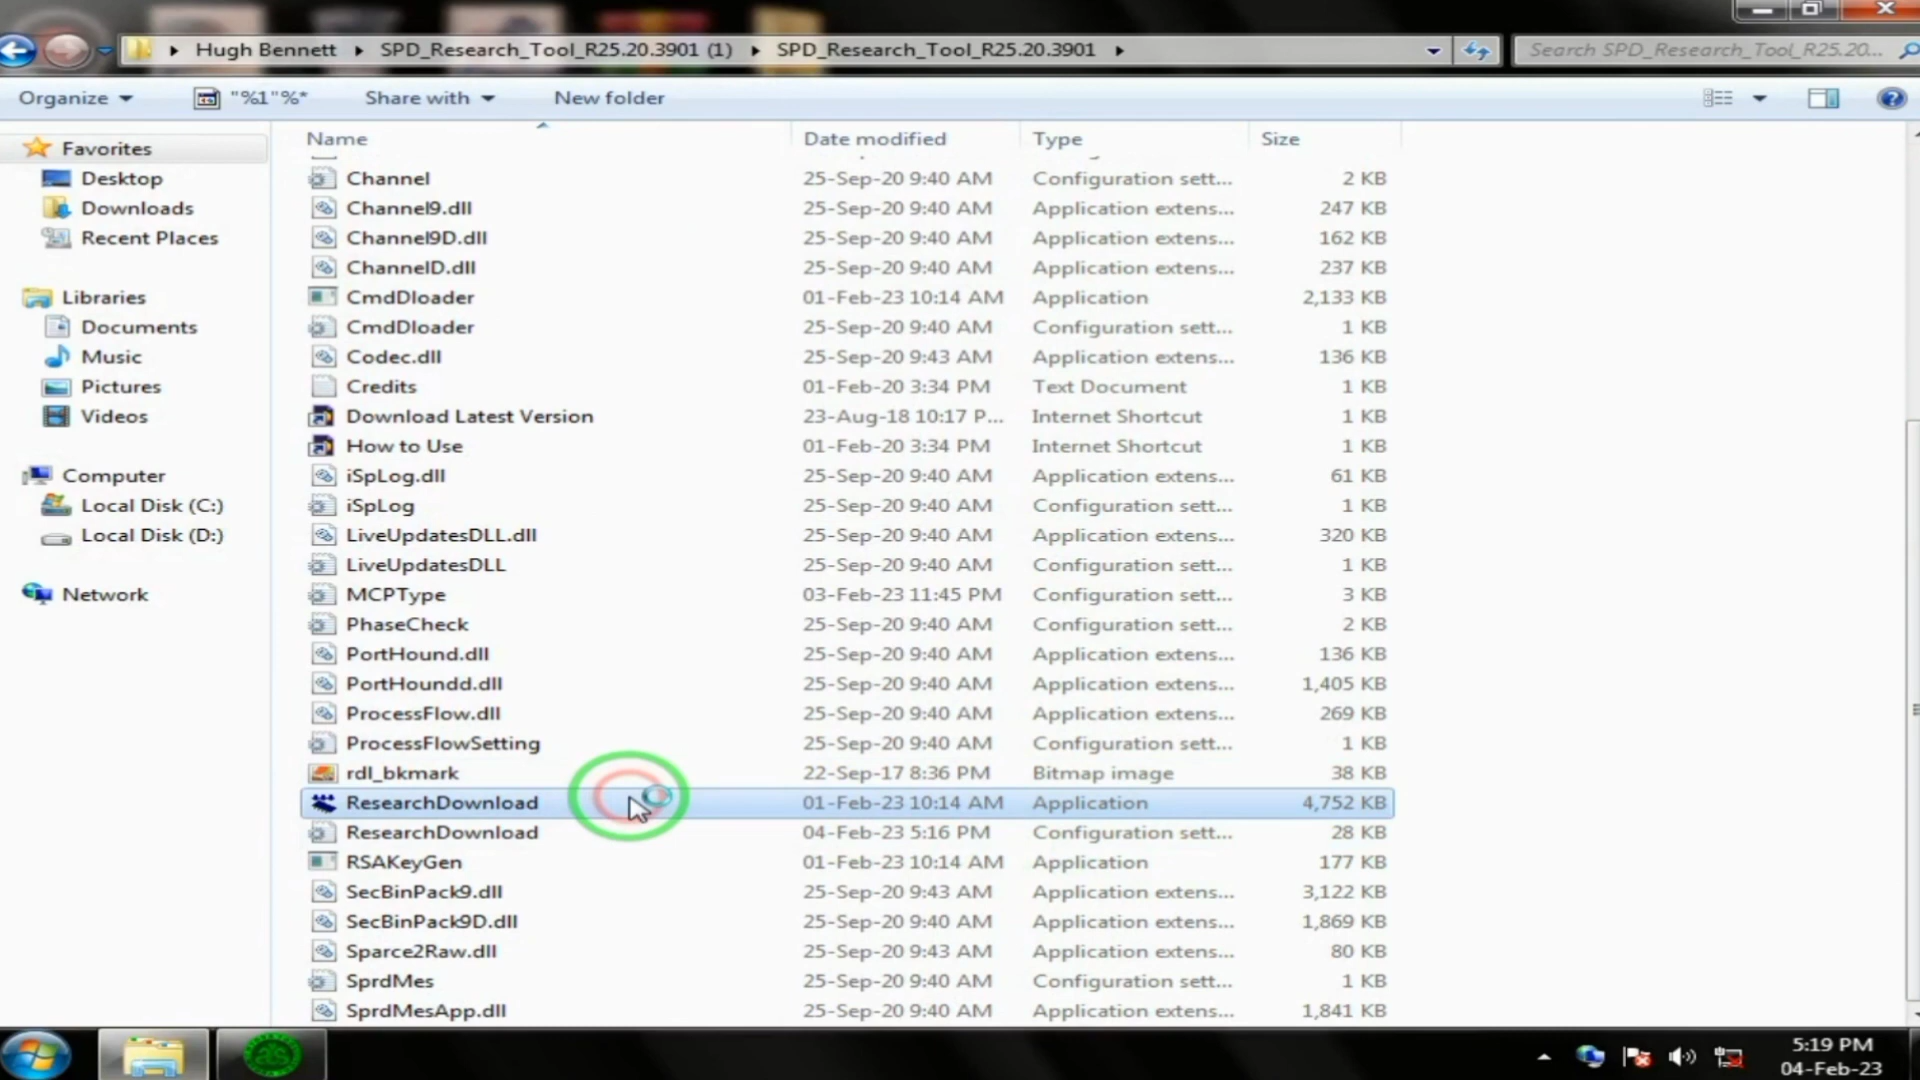 Hugh Bennett SPD_Research_Tool_R25.20.3901 (1) SPD_Research_Tool_R25.20.3901 Search SPD_Research_Tool_R25.20...
Organize "%1"%* Share with New folder
Name Date modified Type Size
Favorites
Desktop
Downloads
Recent Places
Libraries
Documents
Music
Pictures
Videos
Computer
Local Disk (C:)
Local Disk (D:)
Network
Channel 25-Sep-20 9:40 AM Configuration sett... 2 KB
Channel9.dll 25-Sep-20 9:40 AM Application extens... 247 KB
Channel9D.dll 25-Sep-20 9:40 AM Application extens... 162 KB
ChannelD.dll 25-Sep-20 9:40 AM Application extens... 237 KB
CmdDloader 01-Feb-23 10:14 AM Application 2,133 KB
CmdDloader 25-Sep-20 9:40 AM Configuration sett... 1 KB
Codec.dll 25-Sep-20 9:43 AM Application extens... 136 KB
Credits 01-Feb-20 3:34 PM Text Document 1 KB
Download Latest Version 23-Aug-18 10:17 P... Internet Shortcut 1 KB
How to Use 01-Feb-20 3:34 PM Internet Shortcut 1 KB
iSpLog.dll 25-Sep-20 9:40 AM Application extens... 61 KB
iSpLog 25-Sep-20 9:40 AM Configuration sett... 1 KB
LiveUpdatesDLL.dll 25-Sep-20 9:40 AM Application extens... 320 KB
LiveUpdatesDLL 25-Sep-20 9:40 AM Configuration sett... 1 KB
MCPType 03-Feb-23 11:45 PM Configuration sett... 3 KB
PhaseCheck 25-Sep-20 9:40 AM Configuration sett... 2 KB
PortHound.dll 25-Sep-20 9:40 AM Application extens... 136 KB
PortHoundd.dll 25-Sep-20 9:40 AM Application extens... 1,405 KB
ProcessFlow.dll 25-Sep-20 9:40 AM Application extens... 269 KB
ProcessFlowSetting 25-Sep-20 9:40 AM Configuration sett... 1 KB
rdl_bkmark 22-Sep-17 8:36 PM Bitmap image 38 KB
ResearchDownload 01-Feb-23 10:14 AM Application 4,752 KB
ResearchDownload 04-Feb-23 5:16 PM Configuration sett... 28 KB
RSAKeyGen 01-Feb-23 10:14 AM Application 177 KB
SecBinPack9.dll 25-Sep-20 9:43 AM Application extens... 3,122 KB
SecBinPack9D.dll 25-Sep-20 9:40 AM Application extens... 1,869 KB
Sparce2Raw.dll 25-Sep-20 9:43 AM Application extens... 80 KB
SprdMes 25-Sep-20 9:40 AM Configuration sett... 1 KB
SprdMesApp.dll 25-Sep-20 9:40 AM Application extens... 1,841 KB
5:19 PM
04-Feb-23